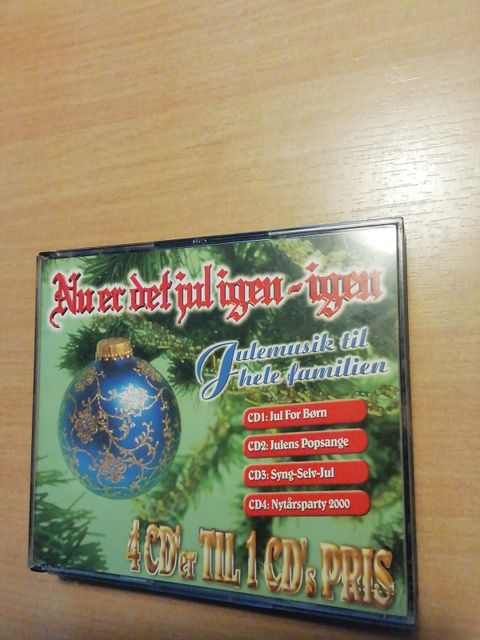 Nu er det jul igen - igen
Julemusik til
hele familien
CD1: Jul For Børn
CD2: Julens Popsange
CD3: Syng-Selv-Jul
CD4: Nytårsparty 2000
4 CD'er TIL 1 CD's PRIS